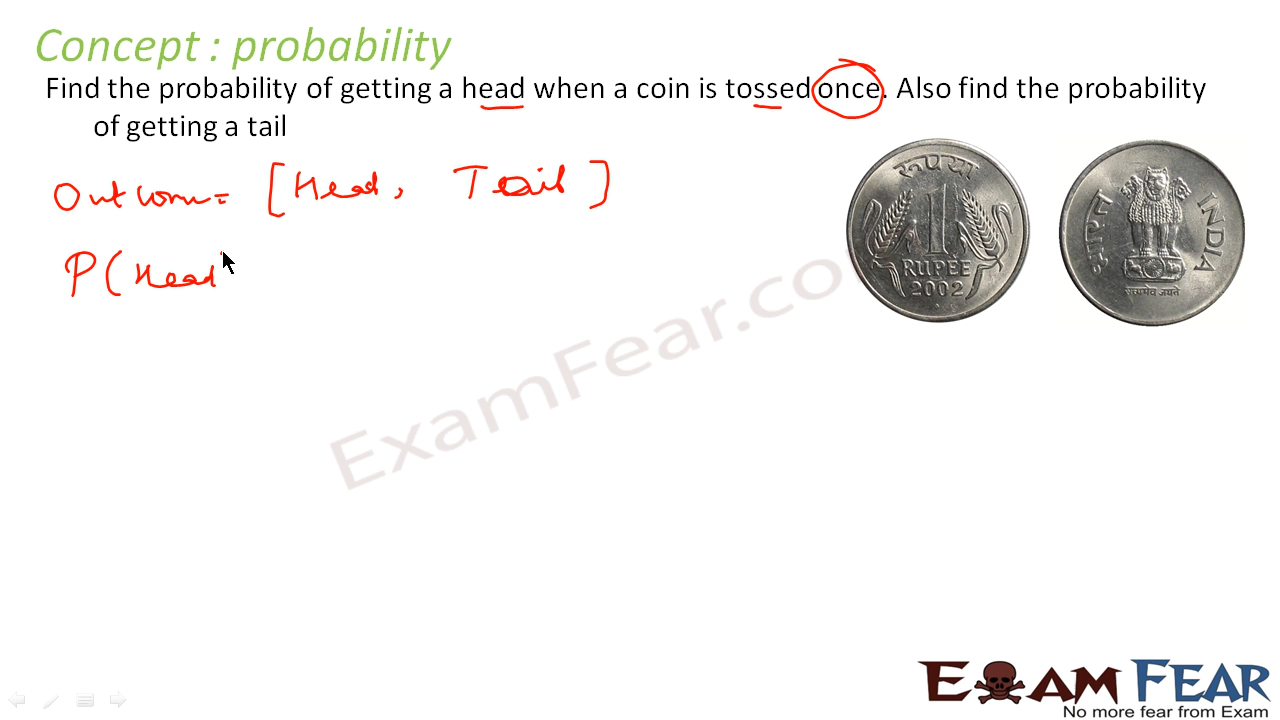 Concept : probability
Find the probability of getting a head when a coin is tossed once. Also find the probability
of getting a tail
Outcom = [Head, Tail]
P(Head
रुपया
1
RUPEE
2002
भारत
INDIA
सत्यमेव जयते
ExamFear.co
EXAM FEAR
No more fear from Exam